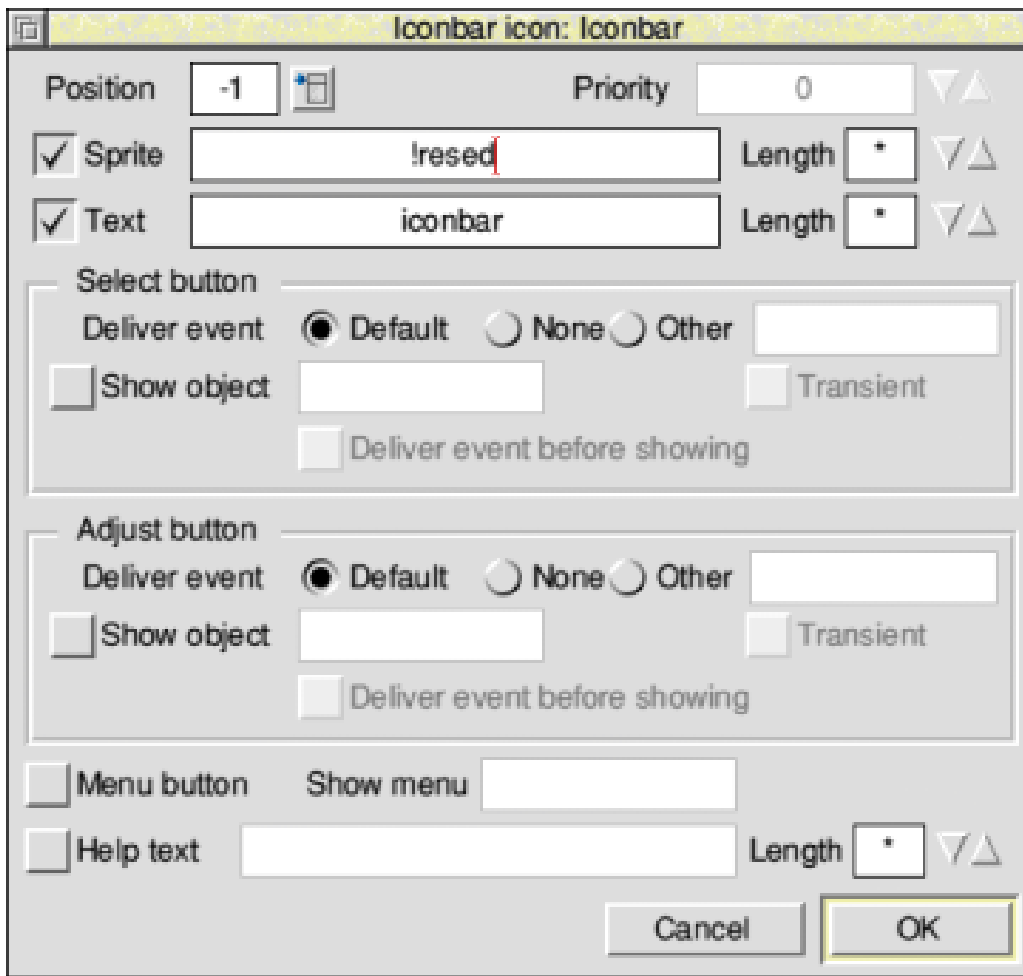 Iconbar icon: Iconbar
Position -1 Priority 0
Sprite !resed Length *
Text iconbar Length *
Select button
Deliver event Default None Other
Show object Transient
Deliver event before showing
Adjust button
Deliver event Default None Other
Show object Transient
Deliver event before showing
Menu button Show menu
Help text Length *
Cancel OK